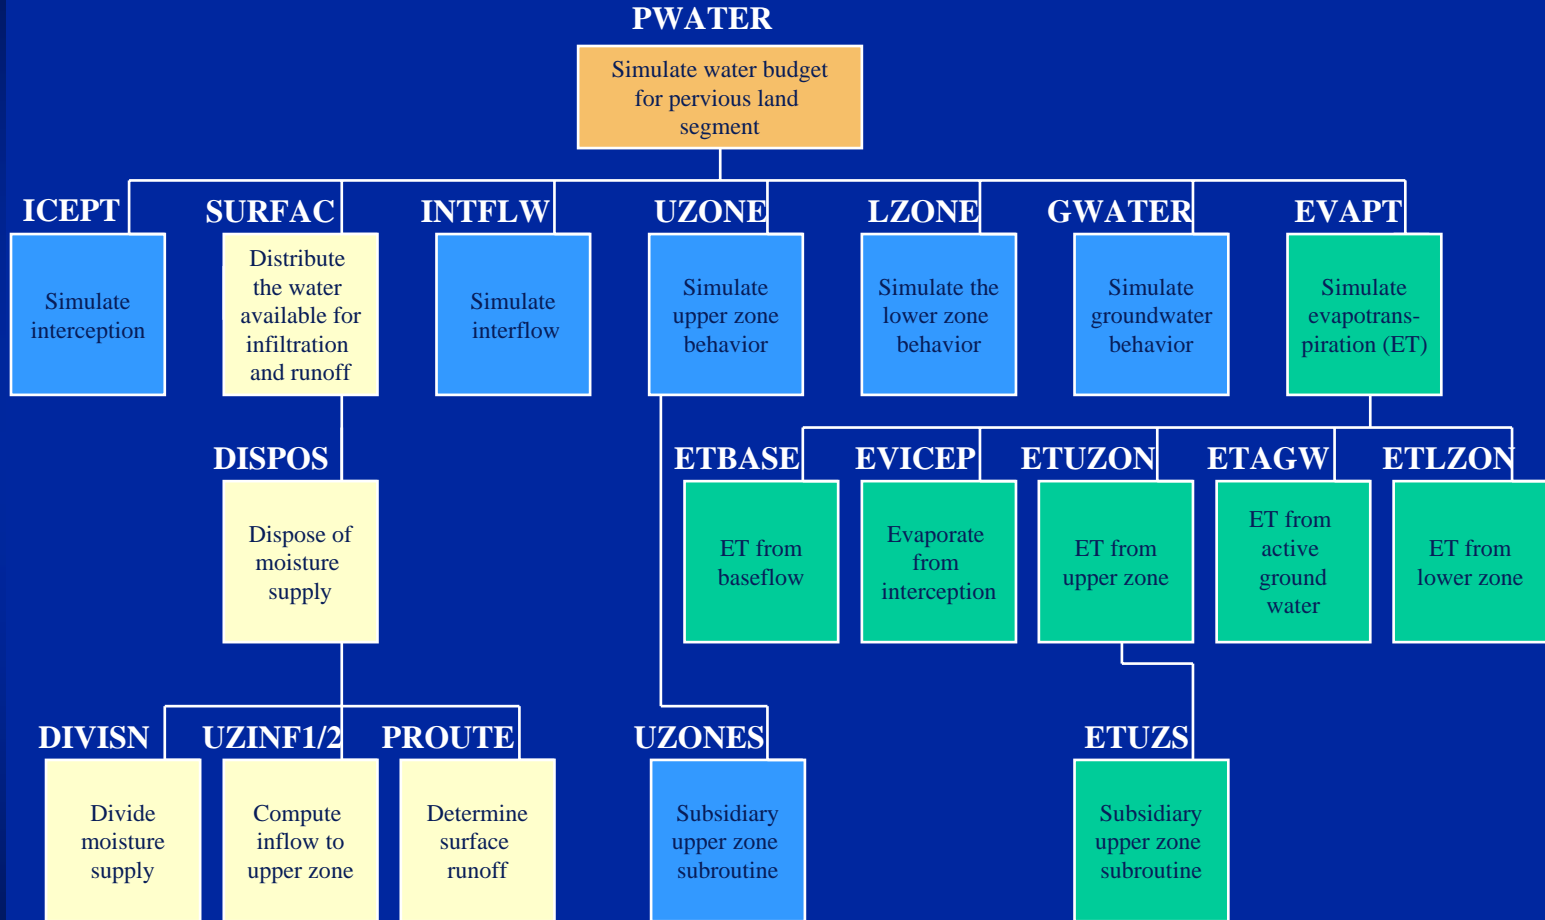 PWATER
Simulate water budget
for pervious land
segment
ICEPT
Simulate
interception
SURFAC
Distribute
the water
available for
infiltration
and runoff
INTFLW
Simulate
interflow
UZONE
Simulate
upper zone
behavior
LZONE
Simulate the
lower zone
behavior
GWATER
Simulate
groundwater
behavior
EVAPT
Simulate
evapotrans-
piration (ET)
DISPOS
Dispose of
moisture
supply
ETBASE
ET from
baseflow
EVICEP
Evaporate
from
interception
ETUZON
ET from
upper zone
ETAGW
ET from
active
ground
water
ETLZON
ET from
lower zone
DIVISN
Divide
moisture
supply
UZINF1/2
Compute
inflow to
upper zone
PROUTE
Determine
surface
runoff
UZONES
Subsidiary
upper zone
subroutine
ETUZS
Subsidiary
upper zone
subroutine